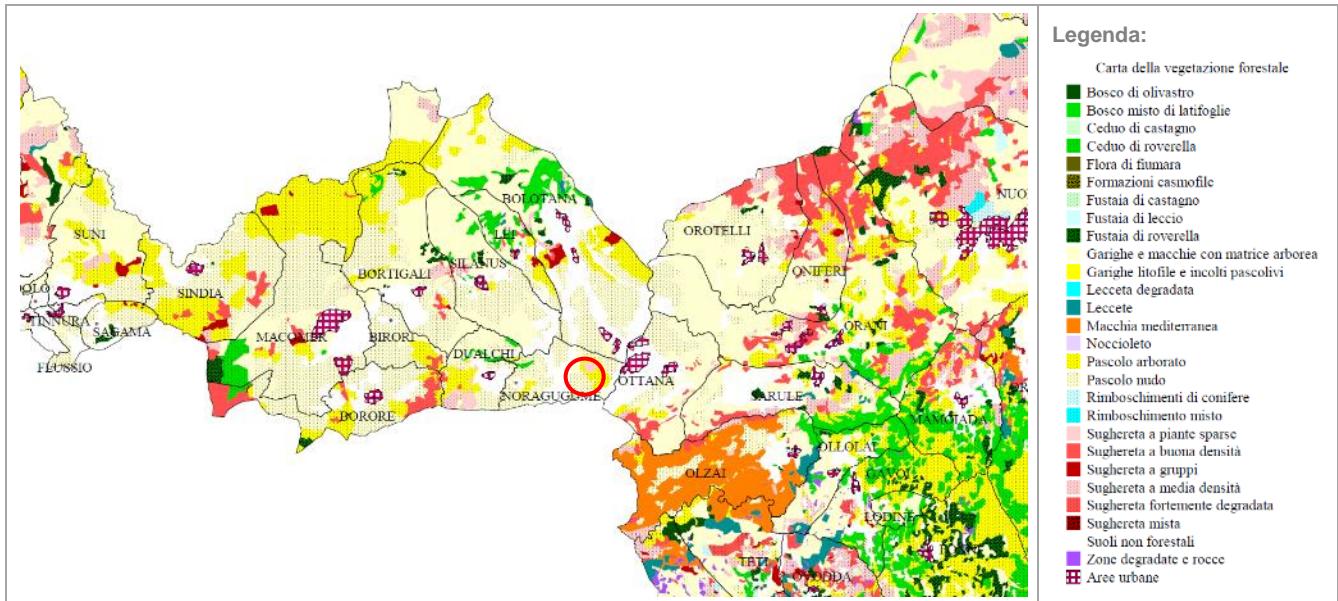 BOLOTANA
NUO
SUNI
OROTELLI
LEI
SILANUS
BORTIGALI
ONIFERI
OLO
SINDIA
TINNURA
SAGAMA
MACOMER
BIRORI
ORANI
DUALCHI
FLUSSIO
OTTANA
NORAGUGUME
SARULE
BORORE
MAMOIADA
OLLOLAI
OLZAI
GAVOI
LODINE
TETI
OVODDA
Legenda:
Carta della vegetazione forestale
Bosco di olivastro
Bosco misto di latifoglie
Ceduo di castagno
Ceduo di roverella
Flora di fiumara
Formazioni casmofile
Fustaia di castagno
Fustaia di leccio
Fustaia di roverella
Garighe e macchie con matrice arborea
Garighe litofile e incolti pascolivi
Lecceta degradata
Leccete
Macchia mediterranea
Noccioleto
Pascolo arborato
Pascolo nudo
Rimboschimenti di conifere
Rimboschimento misto
Sughereta a piante sparse
Sughereta a buona densità
Sughereta a gruppi
Sughereta a media densità
Sughereta fortemente degradata
Sughereta mista
Suoli non forestali
Zone degradate e rocce
Aree urbane